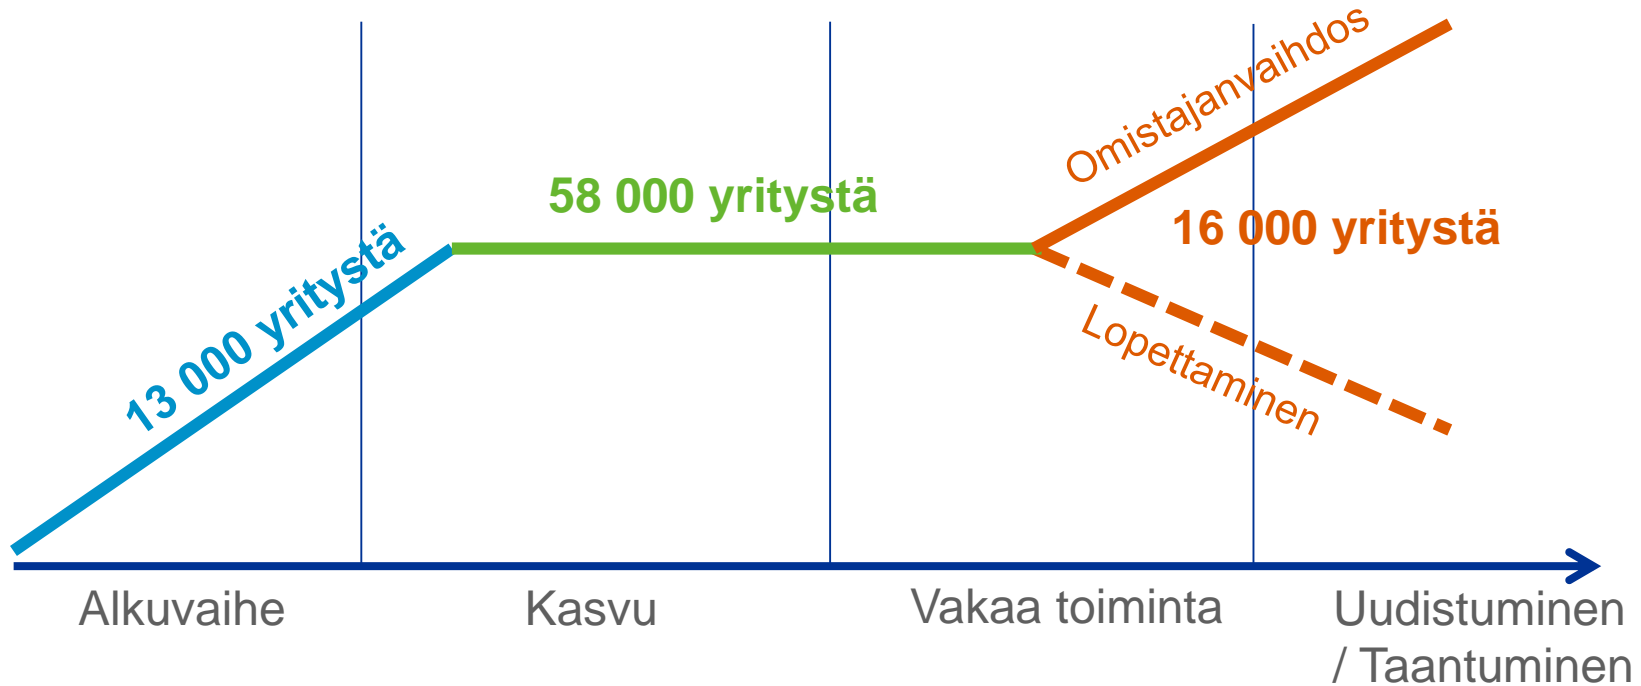 Omistajanvaihdos
58 000 yritystä
16 000 yritystä
13 000 yritystä
Lopettaminen
Alkuvaihe
Kasvu
Vakaa toiminta
Uudistuminen
/ Taantuminen